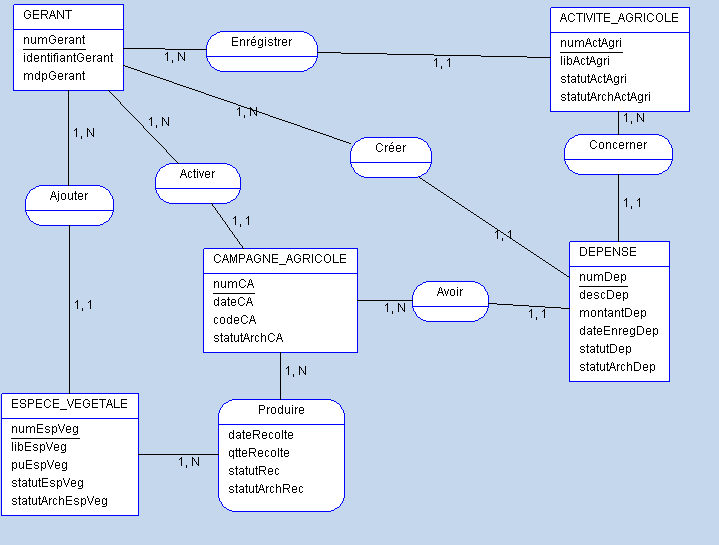 GERANT
numGerant
identifiantGerant
mdpGerant
1, N
Enrégistrer
1, 1
ACTIVITE_AGRICOLE
numActAgri
libActAgri
statutActAgri
statutArchActAgri
1, N
1, N
1, N
1, N
Créer
Concerner
Activer
Ajouter
1, 1
1, 1
1, 1
CAMPAGNE_AGRICOLE
numCA
dateCA
codeCA
statutArchCA
DEPENSE
numDep
descDep
montantDep
dateEnregDep
statutDep
statutArchDep
Avoir
1, N
1, 1
1, 1
1, N
ESPECE_VEGETALE
numEspVeg
libEspVeg
puEspVeg
statutEspVeg
statutArchEspVeg
1, N
Produire
dateRecolte
qtteRecolte
statutRec
statutArchRec